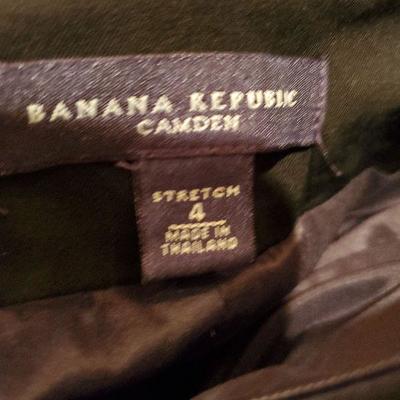 BANANA REPUBLIC
CAMDEN
STRETCH
4
MADE IN
THAILAND